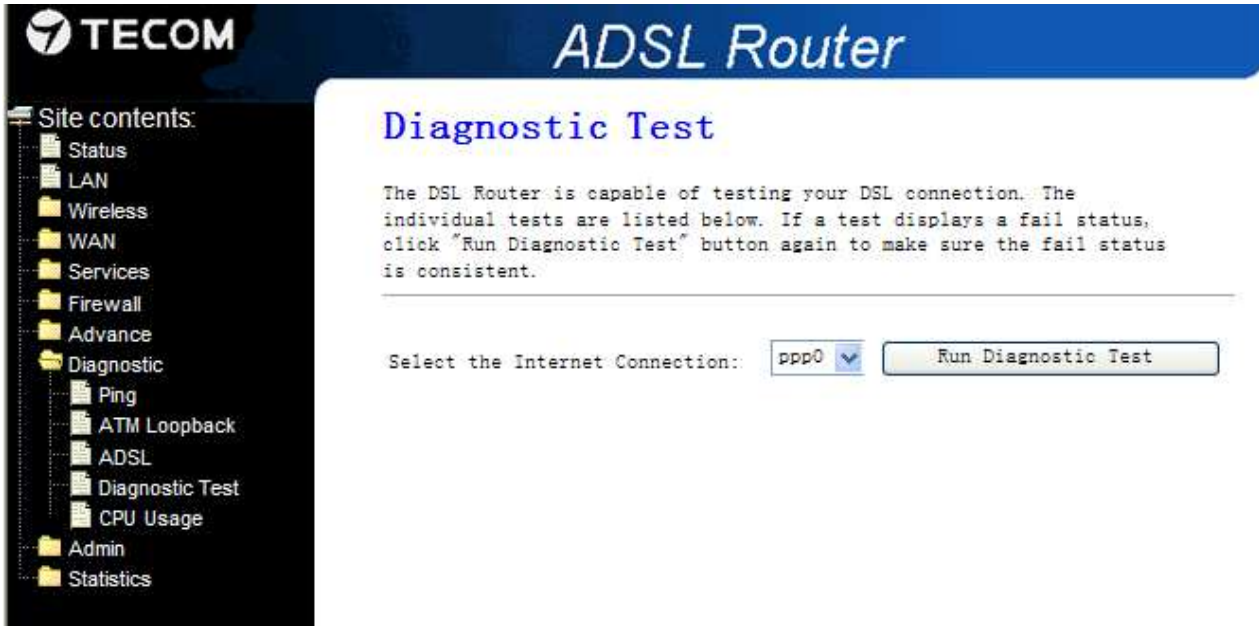 TECOM
ADSL Router
Site contents:
Status
LAN
Wireless
WAN
Services
Firewall
Advance
Diagnostic
Ping
ATM Loopback
ADSL
Diagnostic Test
CPU Usage
Admin
Statistics
Diagnostic Test
The DSL Router is capable of testing your DSL connection. The
individual tests are listed below. If a test displays a fail status,
click "Run Diagnostic Test" button again to make sure the fail status
is consistent.
Select the Internet Connection: ppp0 Run Diagnostic Test